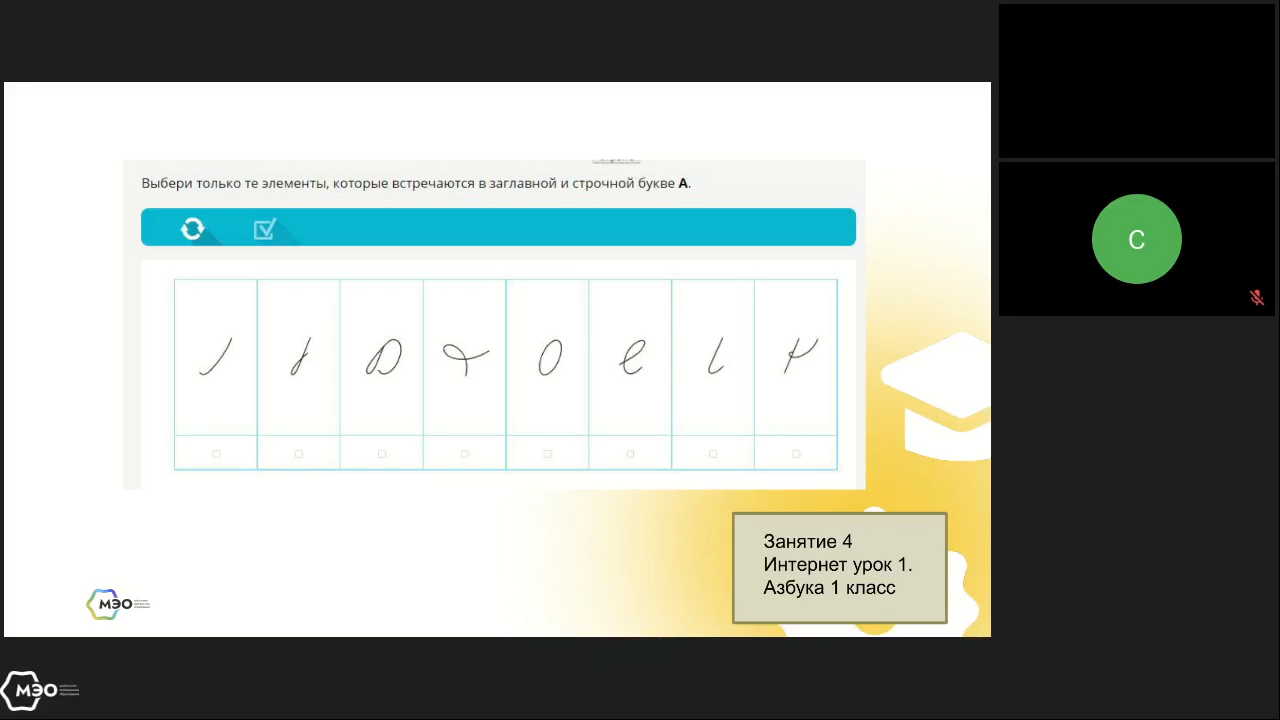 Выбери только те элементы, которые встречаются в заглавной и строчной букве А.
С
Занятие 4
Интернет урок 1.
Азбука 1 класс
МЭО
МЭО